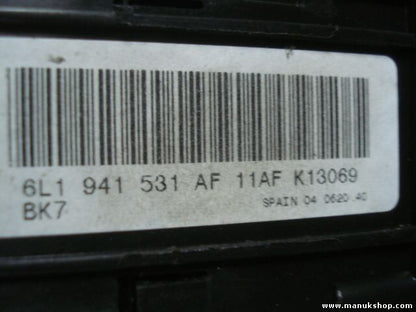 6L1 941 531 AF 11AF K13069
BK7
SPAIN 04 0620.40
www.manukshop.com